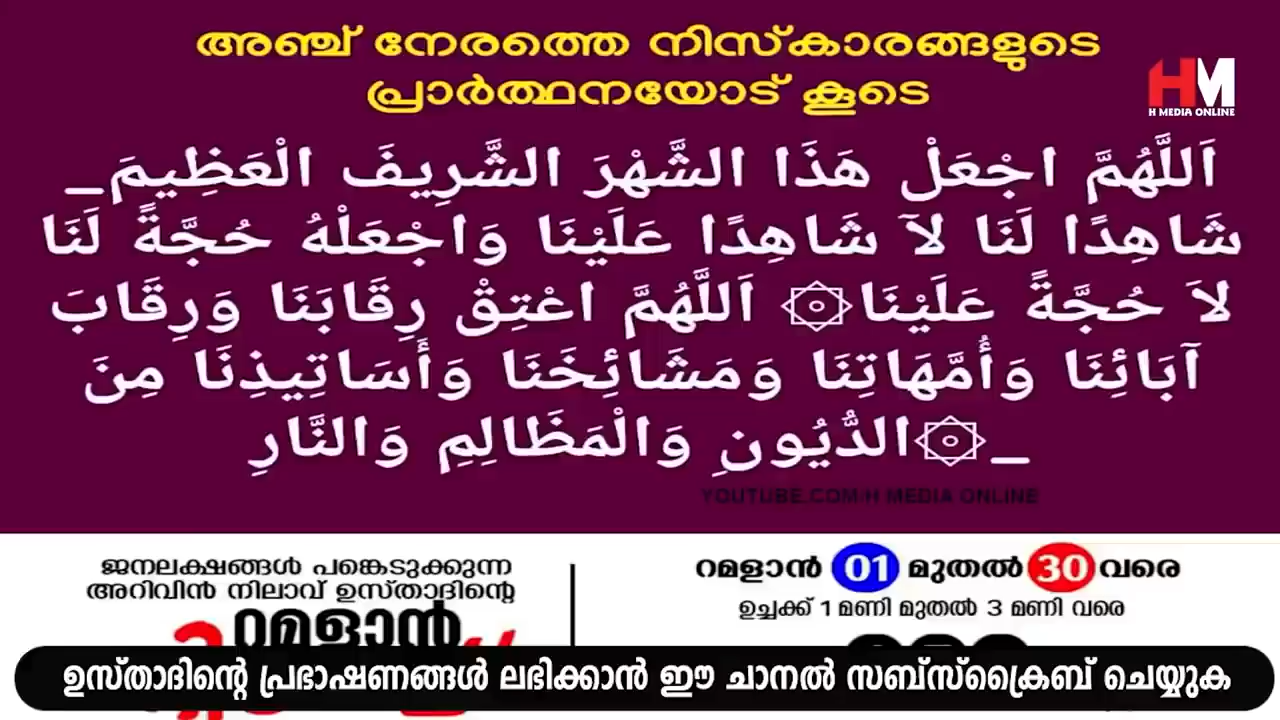 അഞ്ച് നേരത്തെ നിസ്കാരങ്ങളുടെ
പ്രാർത്ഥനയോട് കൂടെ
HM
H MEDIA ONLINE
اَللَّهُمَّ اجْعَلْ هَذَا الشَّهْرَ الشَّرِيفَ الْعَظِيمَ_
شَاهِدًا لَنَا لآ شَاهِدًا عَلَيْنَا وَاجْعَلْهُ حُجَّةً لَنَا
لاَ حُجَّةً عَلَيْنَا۞ اَللَّهُمَّ اعْتِقْ رِقَابَنَا وَرِقَابَ
آبَائِنَا وَأُمَّهَاتِنَا وَمَشَائِخَنَا وَأَسَاتِيذِنَا مِنَ
_۞الدُّيُونِ وَالْمَظَالِمِ وَالنَّارِ
YOUTUBE.COM-H MEDIA ONLINE
ജനലക്ഷങ്ങൾ പങ്കെടുക്കുന്ന
അറിവിൻ നിലാവ് ഉസ്താദിന്റെ
റമളാൻ
റമളാൻ 01 മുതൽ 30 വരെ
ഉച്ചക്ക് 1 മണി മുതൽ 3 മണി വരെ
ഉസ്താദിന്റെ പ്രഭാഷണങ്ങൾ ലഭിക്കാൻ ഈ ചാനൽ സബ്സ്ക്രൈബ് ചെയ്യുക